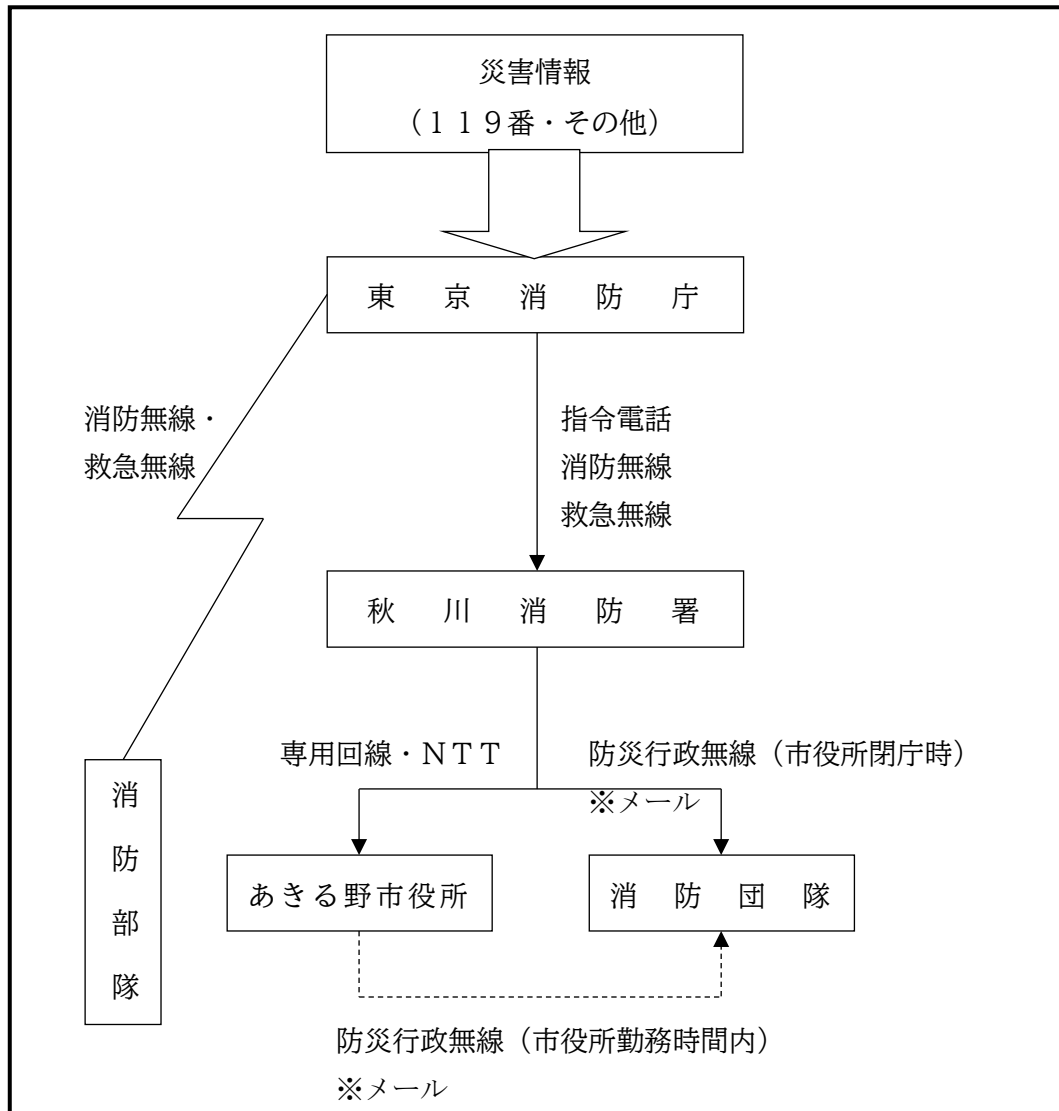 災害情報
（１１９番・その他）
東京消防庁
消防無線・
救急無線
指令電話
消防無線
救急無線
秋川消防署
専用回線・ＮＴＴ
防災行政無線（市役所閉庁時）
※メール
消防部隊
あきる野市役所
消防団隊
防災行政無線（市役所勤務時間内）
※メール